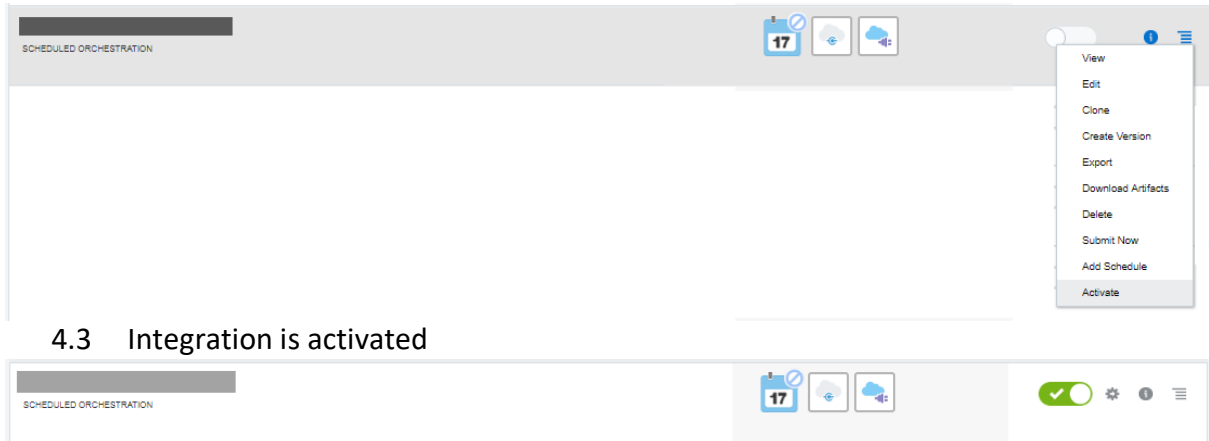 17
SCHEDULED ORCHESTRATION
View
Edit
Clone
Create Version
Export
Download Artifacts
Delete
Submit Now
Add Schedule
Activate
4.3 Integration is activated
17
SCHEDULED ORCHESTRATION